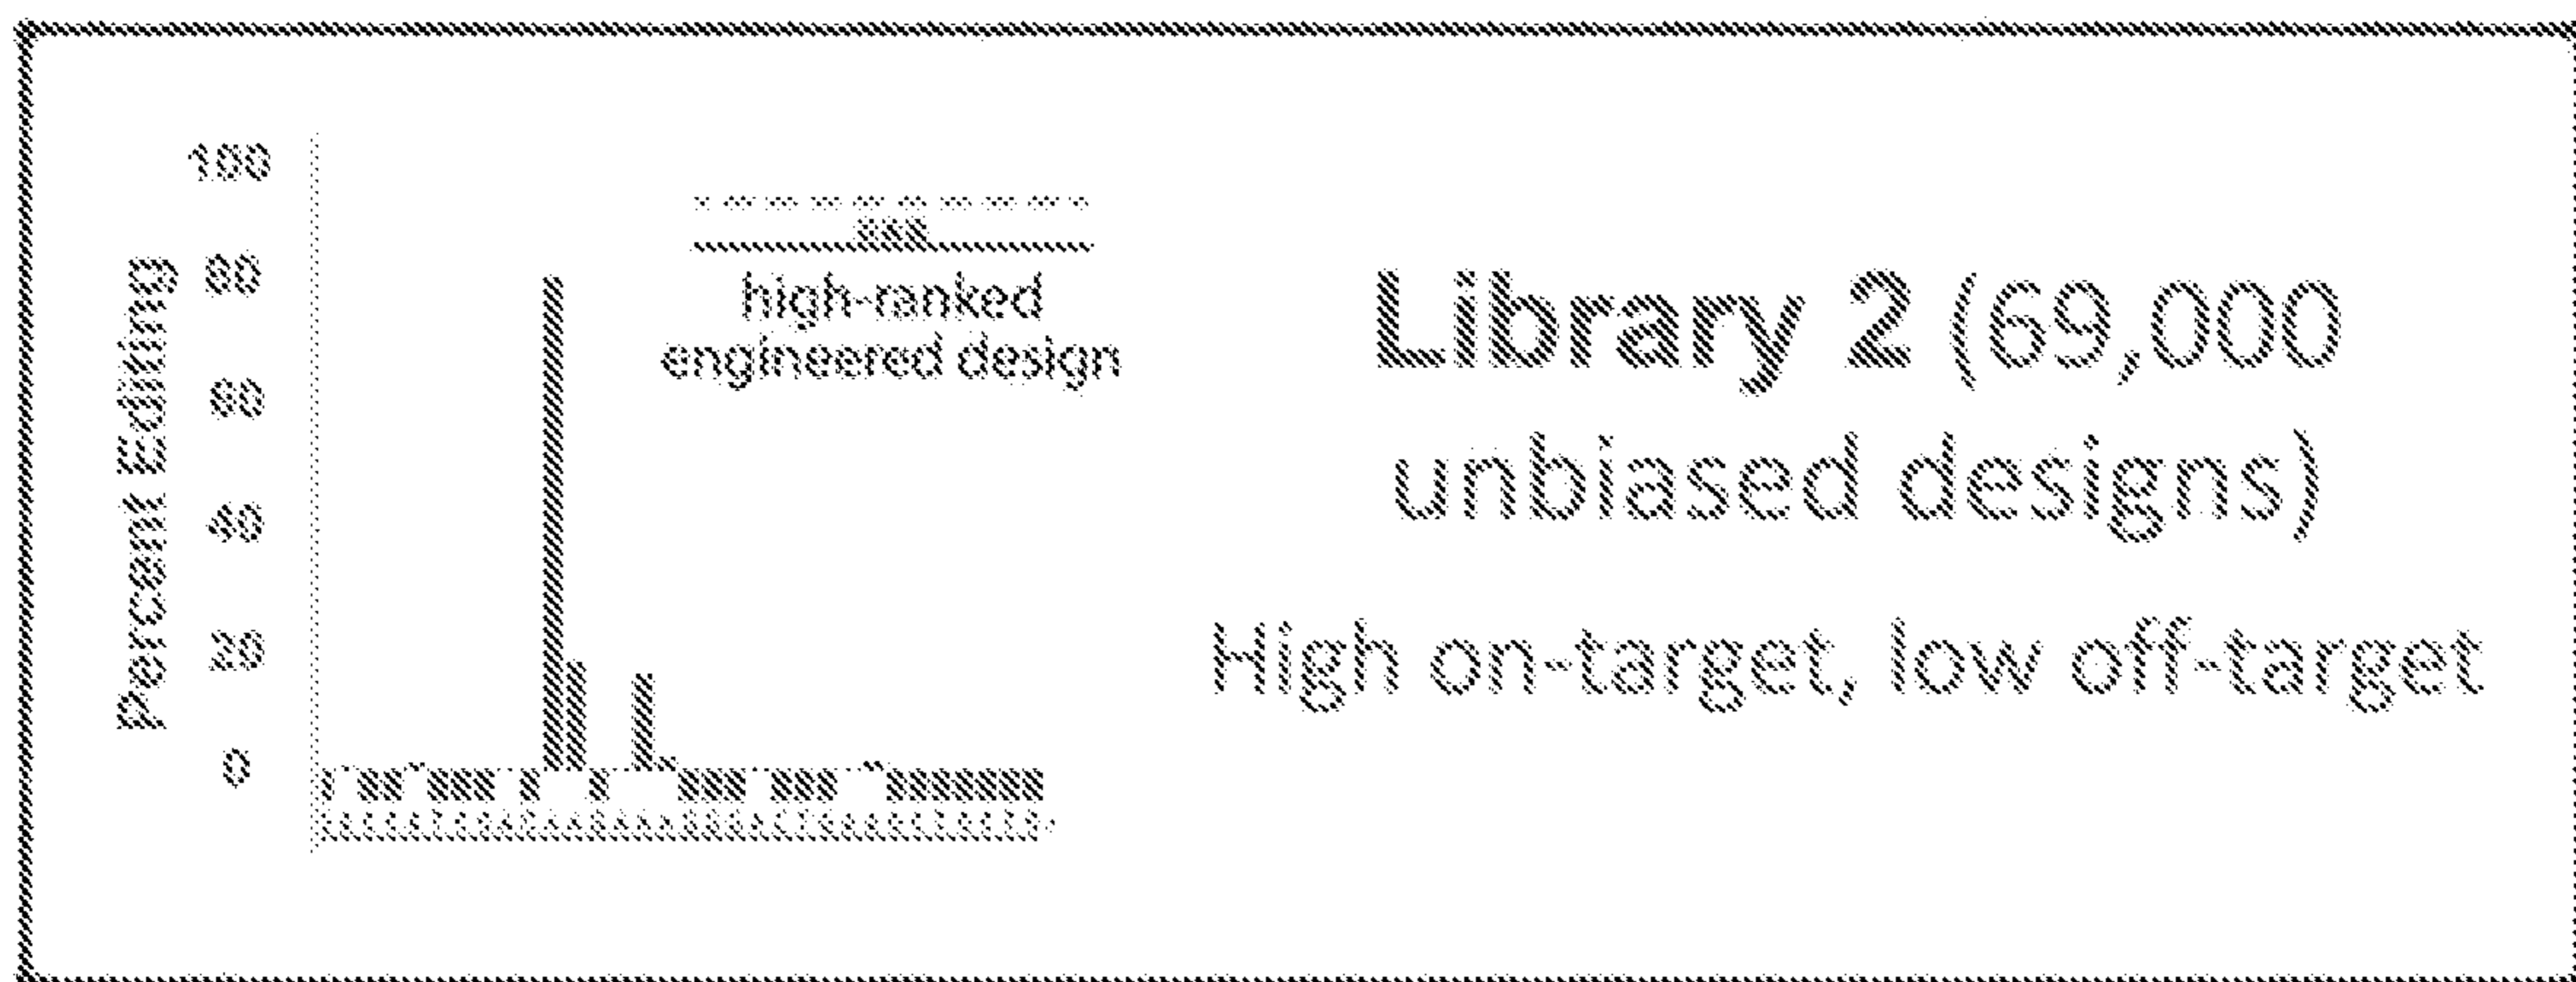 100
80
60
40
20
0
Percent Editing
high-ranked
engineered design
Library 2 (69,000
unbiased designs)
High on-target, low off-target